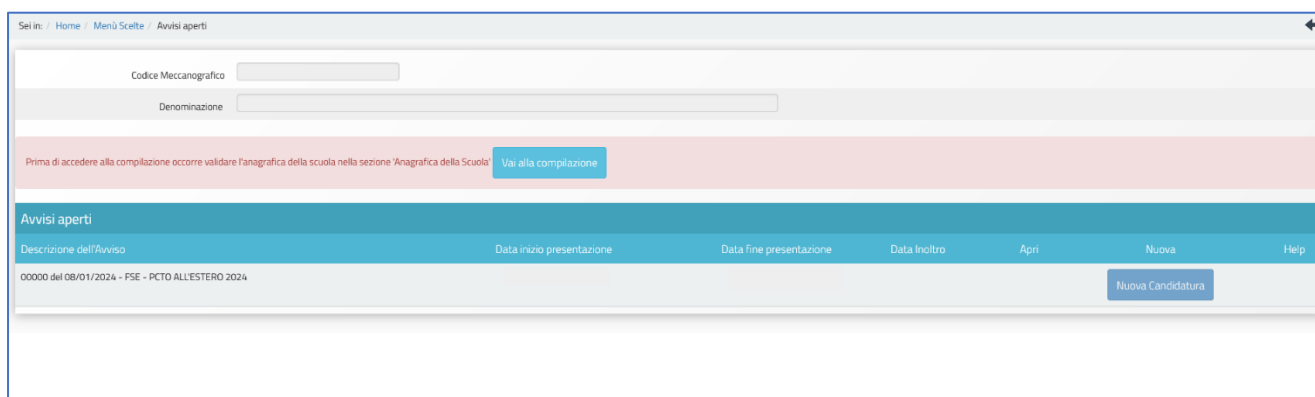 Sei in: / Home / Menù Scelte / Avvisi aperti
Codice Meccanografico
Denominazione
Prima di accedere alla compilazione occorre validare l'anagrafica della scuola nella sezione 'Anagrafica della Scuola' Vai alla compilazione
Avvisi aperti
Descrizione dell'Avviso Data inizio presentazione Data fine presentazione Data Inoltro Apri Nuova Help
00000 del 08/01/2024 - FSE - PCTO ALL'ESTERO 2024 Nuova Candidatura